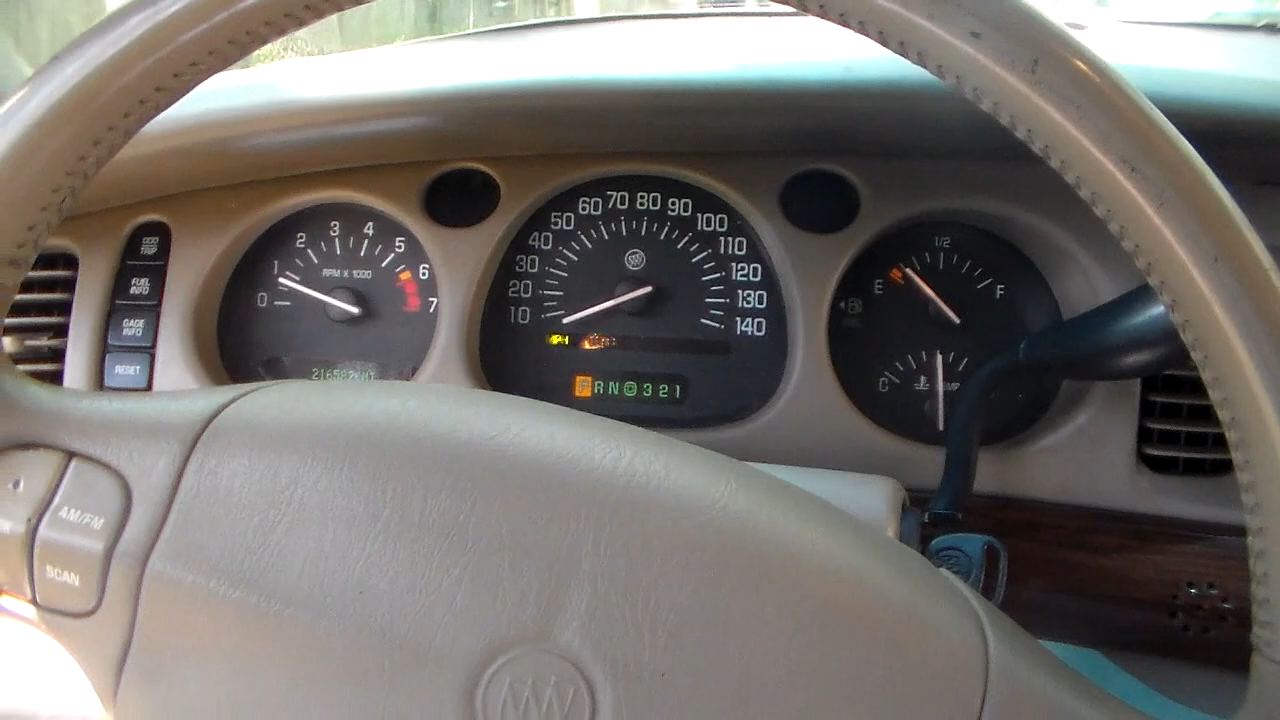 ODO
TRIP
FUEL
INFO
GAGE
INFO
RESET
0 1 2 3 4 5 6 7
RPM X 1000
10 20 30 40 50 60 70 80 90 100 110 120 130 140
MPH
P R N D 3 2 1
E 1/2 F
C
AM/FM
SCAN